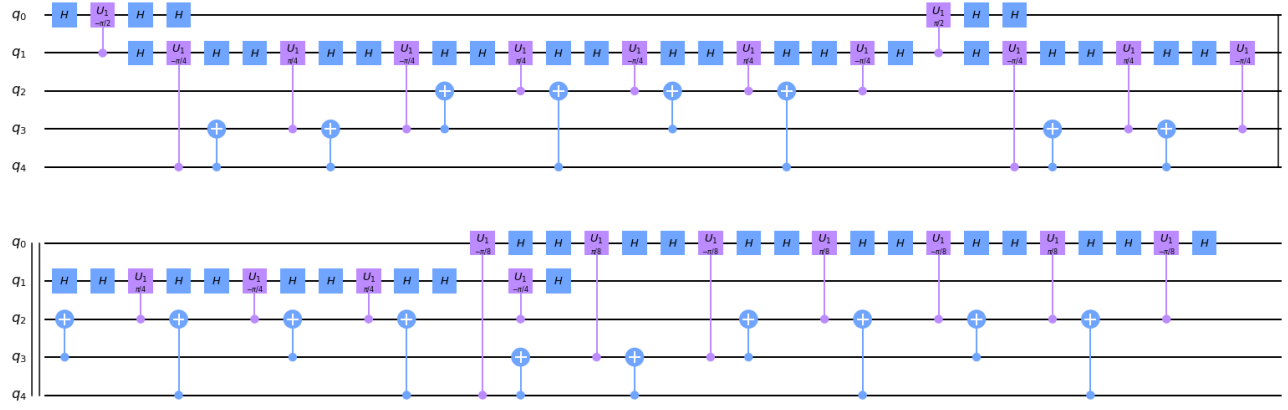 q₀ H U₁ H H U₁ H H
-π/2 π/2
q₁ H U₁ H H U₁ H H U₁ H H U₁ H H U₁ H H U₁ H H U₁ H H U₁ H H U₁ H H U₁
-π/4 π/4 -π/4 π/4 -π/4 π/4 -π/4 -π/4 π/4 -π/4
q₂
q₃
q₄
q₀ U₁ H H U₁ H H U₁ H H U₁ H H U₁ H H U₁ H H U₁ H
-π/8 π/8 -π/8 π/8 -π/8 π/8 -π/8
q₁ H H U₁ H H U₁ H H U₁ H H U₁ H
π/4 -π/4 π/4 -π/4
q₂
q₃
q₄